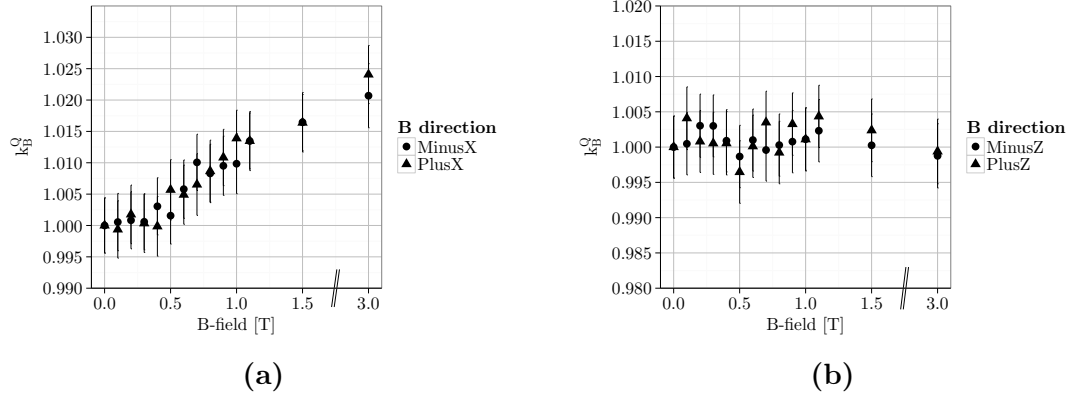 1.030
1.025
1.020
1.015
1.010
1.005
1.000
0.995
0.990
k_B^Q
0.0 0.5 1.0 1.5 3.0
B-field [T]
B direction
MinusX
PlusX
(a)
1.020
1.015
1.010
1.005
1.000
0.995
0.990
0.985
0.980
k_B^Q
0.0 0.5 1.0 1.5 3.0
B-field [T]
B direction
MinusZ
PlusZ
(b)